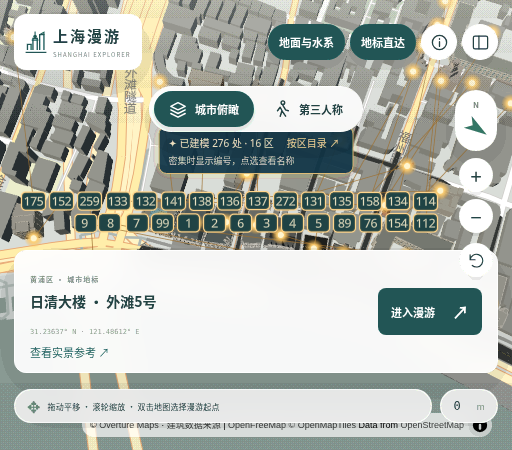 上海漫游
SHANGHAI EXPLORER
地面与水系
地标直达
外滩隧道
城市俯瞰
第三人称
N
✦ 已建模 276 处 · 16 区 按区目录 ↗
密集时显示编号，点选查看名称
175 152 259 133 132 141 138 136 137 272 131 135 158 134 114
9 8 7 99 1 2 6 3 4 5 89 76 154 112
+
−
黄浦区 · 城市地标
日清大楼 · 外滩5号
31.23637° N · 121.48612° E
查看实景参考 ↗
进入漫游 ↗
拖动平移 · 滚轮缩放 · 双击地图选择漫游起点
0 m
© Overture Maps · 建筑数据来源 | OpenFreeMap © OpenMapTiles Data from OpenStreetMap